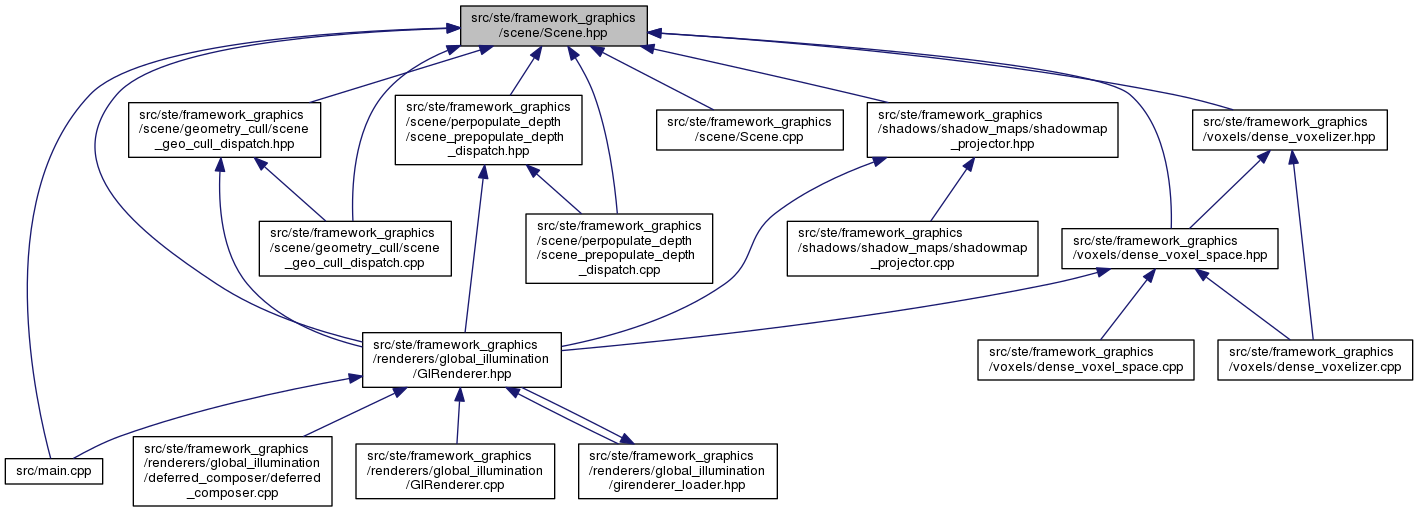 src/ste/framework_graphics
/scene/Scene.hpp
src/ste/framework_graphics
/scene/geometry_cull/scene
_geo_cull_dispatch.hpp
src/ste/framework_graphics
/scene/perpopulate_depth
/scene_prepopulate_depth
_dispatch.hpp
src/ste/framework_graphics
/scene/Scene.cpp
src/ste/framework_graphics
/shadows/shadow_maps/shadowmap
_projector.hpp
src/ste/framework_graphics
/voxels/dense_voxelizer.hpp
src/ste/framework_graphics
/scene/geometry_cull/scene
_geo_cull_dispatch.cpp
src/ste/framework_graphics
/scene/perpopulate_depth
/scene_prepopulate_depth
_dispatch.cpp
src/ste/framework_graphics
/shadows/shadow_maps/shadowmap
_projector.cpp
src/ste/framework_graphics
/voxels/dense_voxel_space.hpp
src/ste/framework_graphics
/renderers/global_illumination
/GIRenderer.hpp
src/ste/framework_graphics
/voxels/dense_voxel_space.cpp
src/ste/framework_graphics
/voxels/dense_voxelizer.cpp
src/main.cpp
src/ste/framework_graphics
/renderers/global_illumination
/deferred_composer/deferred
_composer.cpp
src/ste/framework_graphics
/renderers/global_illumination
/GIRenderer.cpp
src/ste/framework_graphics
/renderers/global_illumination
/girenderer_loader.hpp